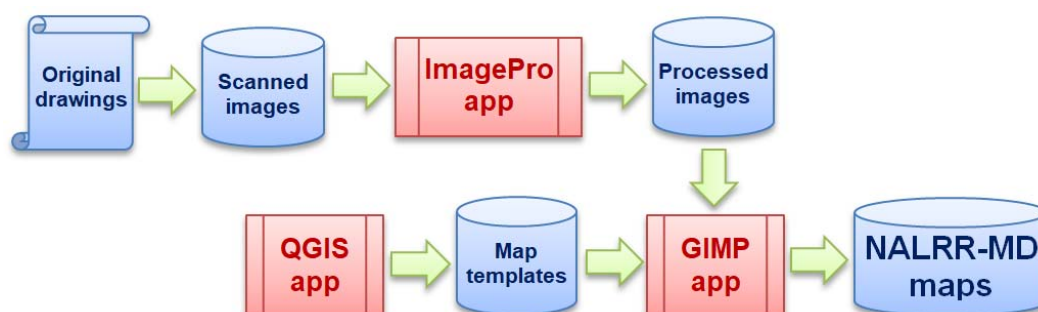 Original
drawings
Scanned
images
ImagePro
app
Processed
images
QGIS
app
Map
templates
GIMP
app
NALRR-MD
maps